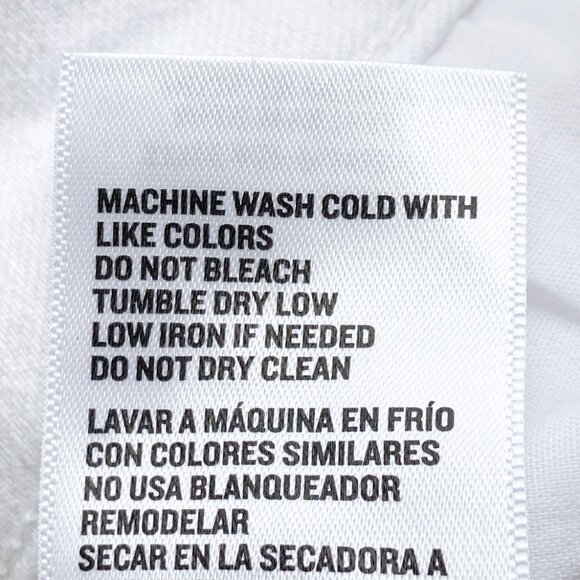 MACHINE WASH COLD WITH
LIKE COLORS
DO NOT BLEACH
TUMBLE DRY LOW
LOW IRON IF NEEDED
DO NOT DRY CLEAN
LAVAR A MÁQUINA EN FRÍO
CON COLORES SIMILARES
NO USA BLANQUEADOR
REMODELAR
SECAR EN LA SECADORA A